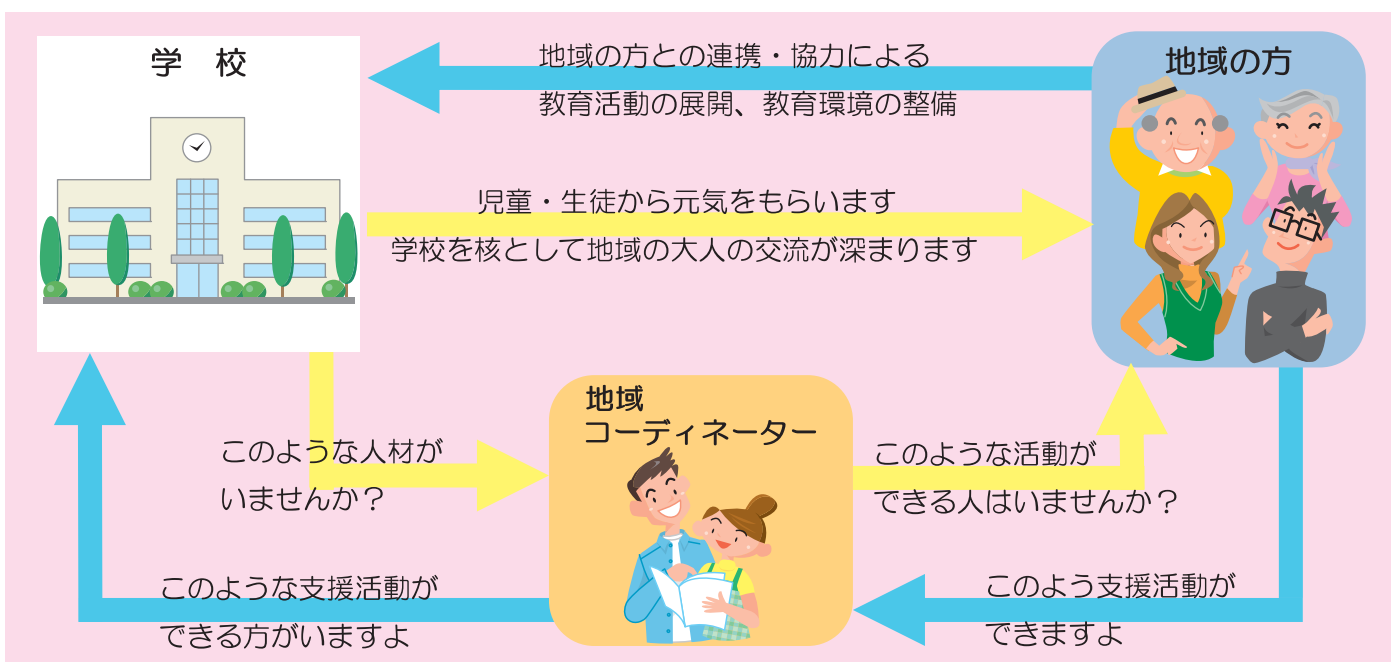 学　校
地域の方との連携・協力による
教育活動の展開、教育環境の整備
地域の方
児童・生徒から元気をもらいます
学校を核として地域の大人の交流が深まります
地域
コーディネーター
このような人材が
いませんか？
このような活動が
できる人はいませんか？
このような支援活動が
できる方がいますよ
このよう支援活動が
できますよ